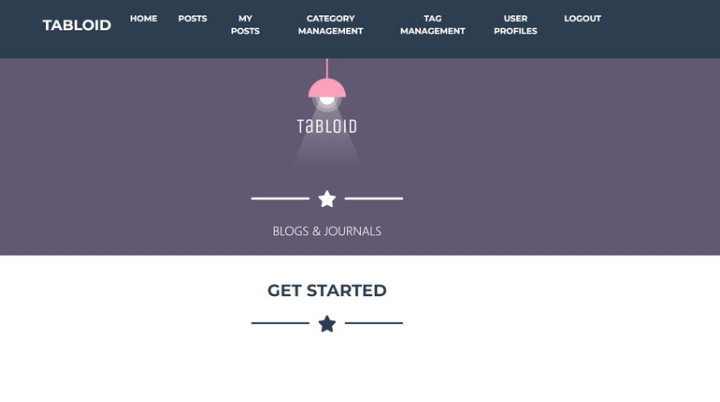 TABLOID
HOME
POSTS
MY
POSTS
CATEGORY
MANAGEMENT
TAG
MANAGEMENT
USER
PROFILES
LOGOUT
TaBLOID
BLOGS & JOURNALS
GET STARTED